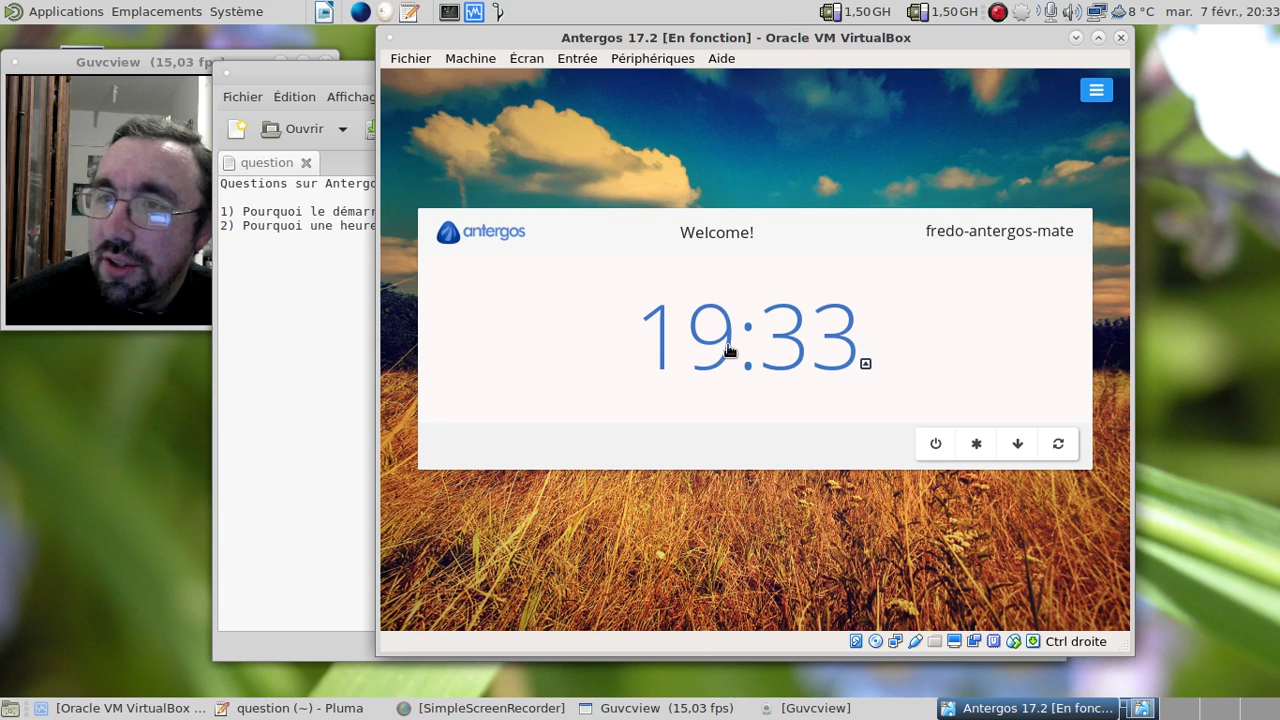 Applications Emplacements Système
1,50 GH 1,50 GH 8 °C mar. 7 févr., 20:33
Guvcview (15,03 fp
Fichier Édition Affichag
Ouvrir
question
Questions sur Antergo
1) Pourquoi le démarr
2) Pourquoi une heure
Antergos 17.2 [En fonction] - Oracle VM VirtualBox
Fichier Machine Écran Entrée Périphériques Aide
antergos Welcome! fredo-antergos-mate
19:33
Ctrl droite
[Oracle VM VirtualBox ... question (~) - Pluma [SimpleScreenRecorder] Guvcview (15,03 fps) [Guvcview] Antergos 17.2 [En fonc...